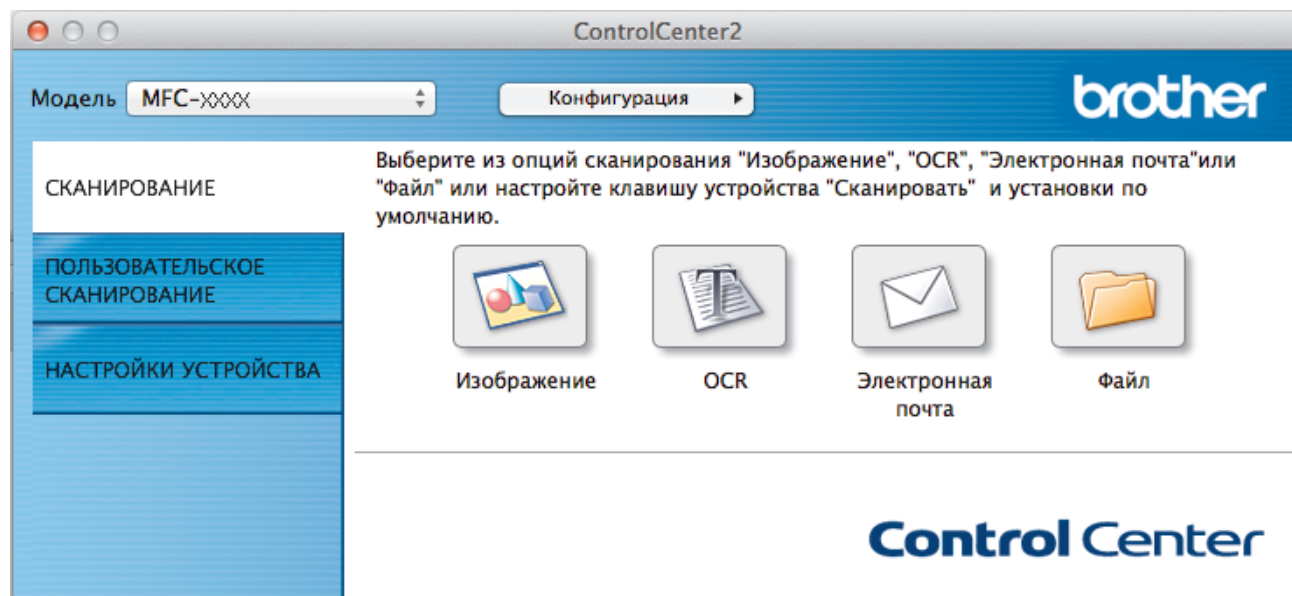 ControlCenter2
Модель MFC-XXXX Конфигурация
brother
СКАНИРОВАНИЕ
ПОЛЬЗОВАТЕЛЬСКОЕ
СКАНИРОВАНИЕ
НАСТРОЙКИ УСТРОЙСТВА
Выберите из опций сканирования "Изображение", "OCR", "Электронная почта"или
"Файл" или настройте клавишу устройства "Сканировать" и установки по
умолчанию.
Изображение
OCR
Электронная
почта
Файл
Control Center